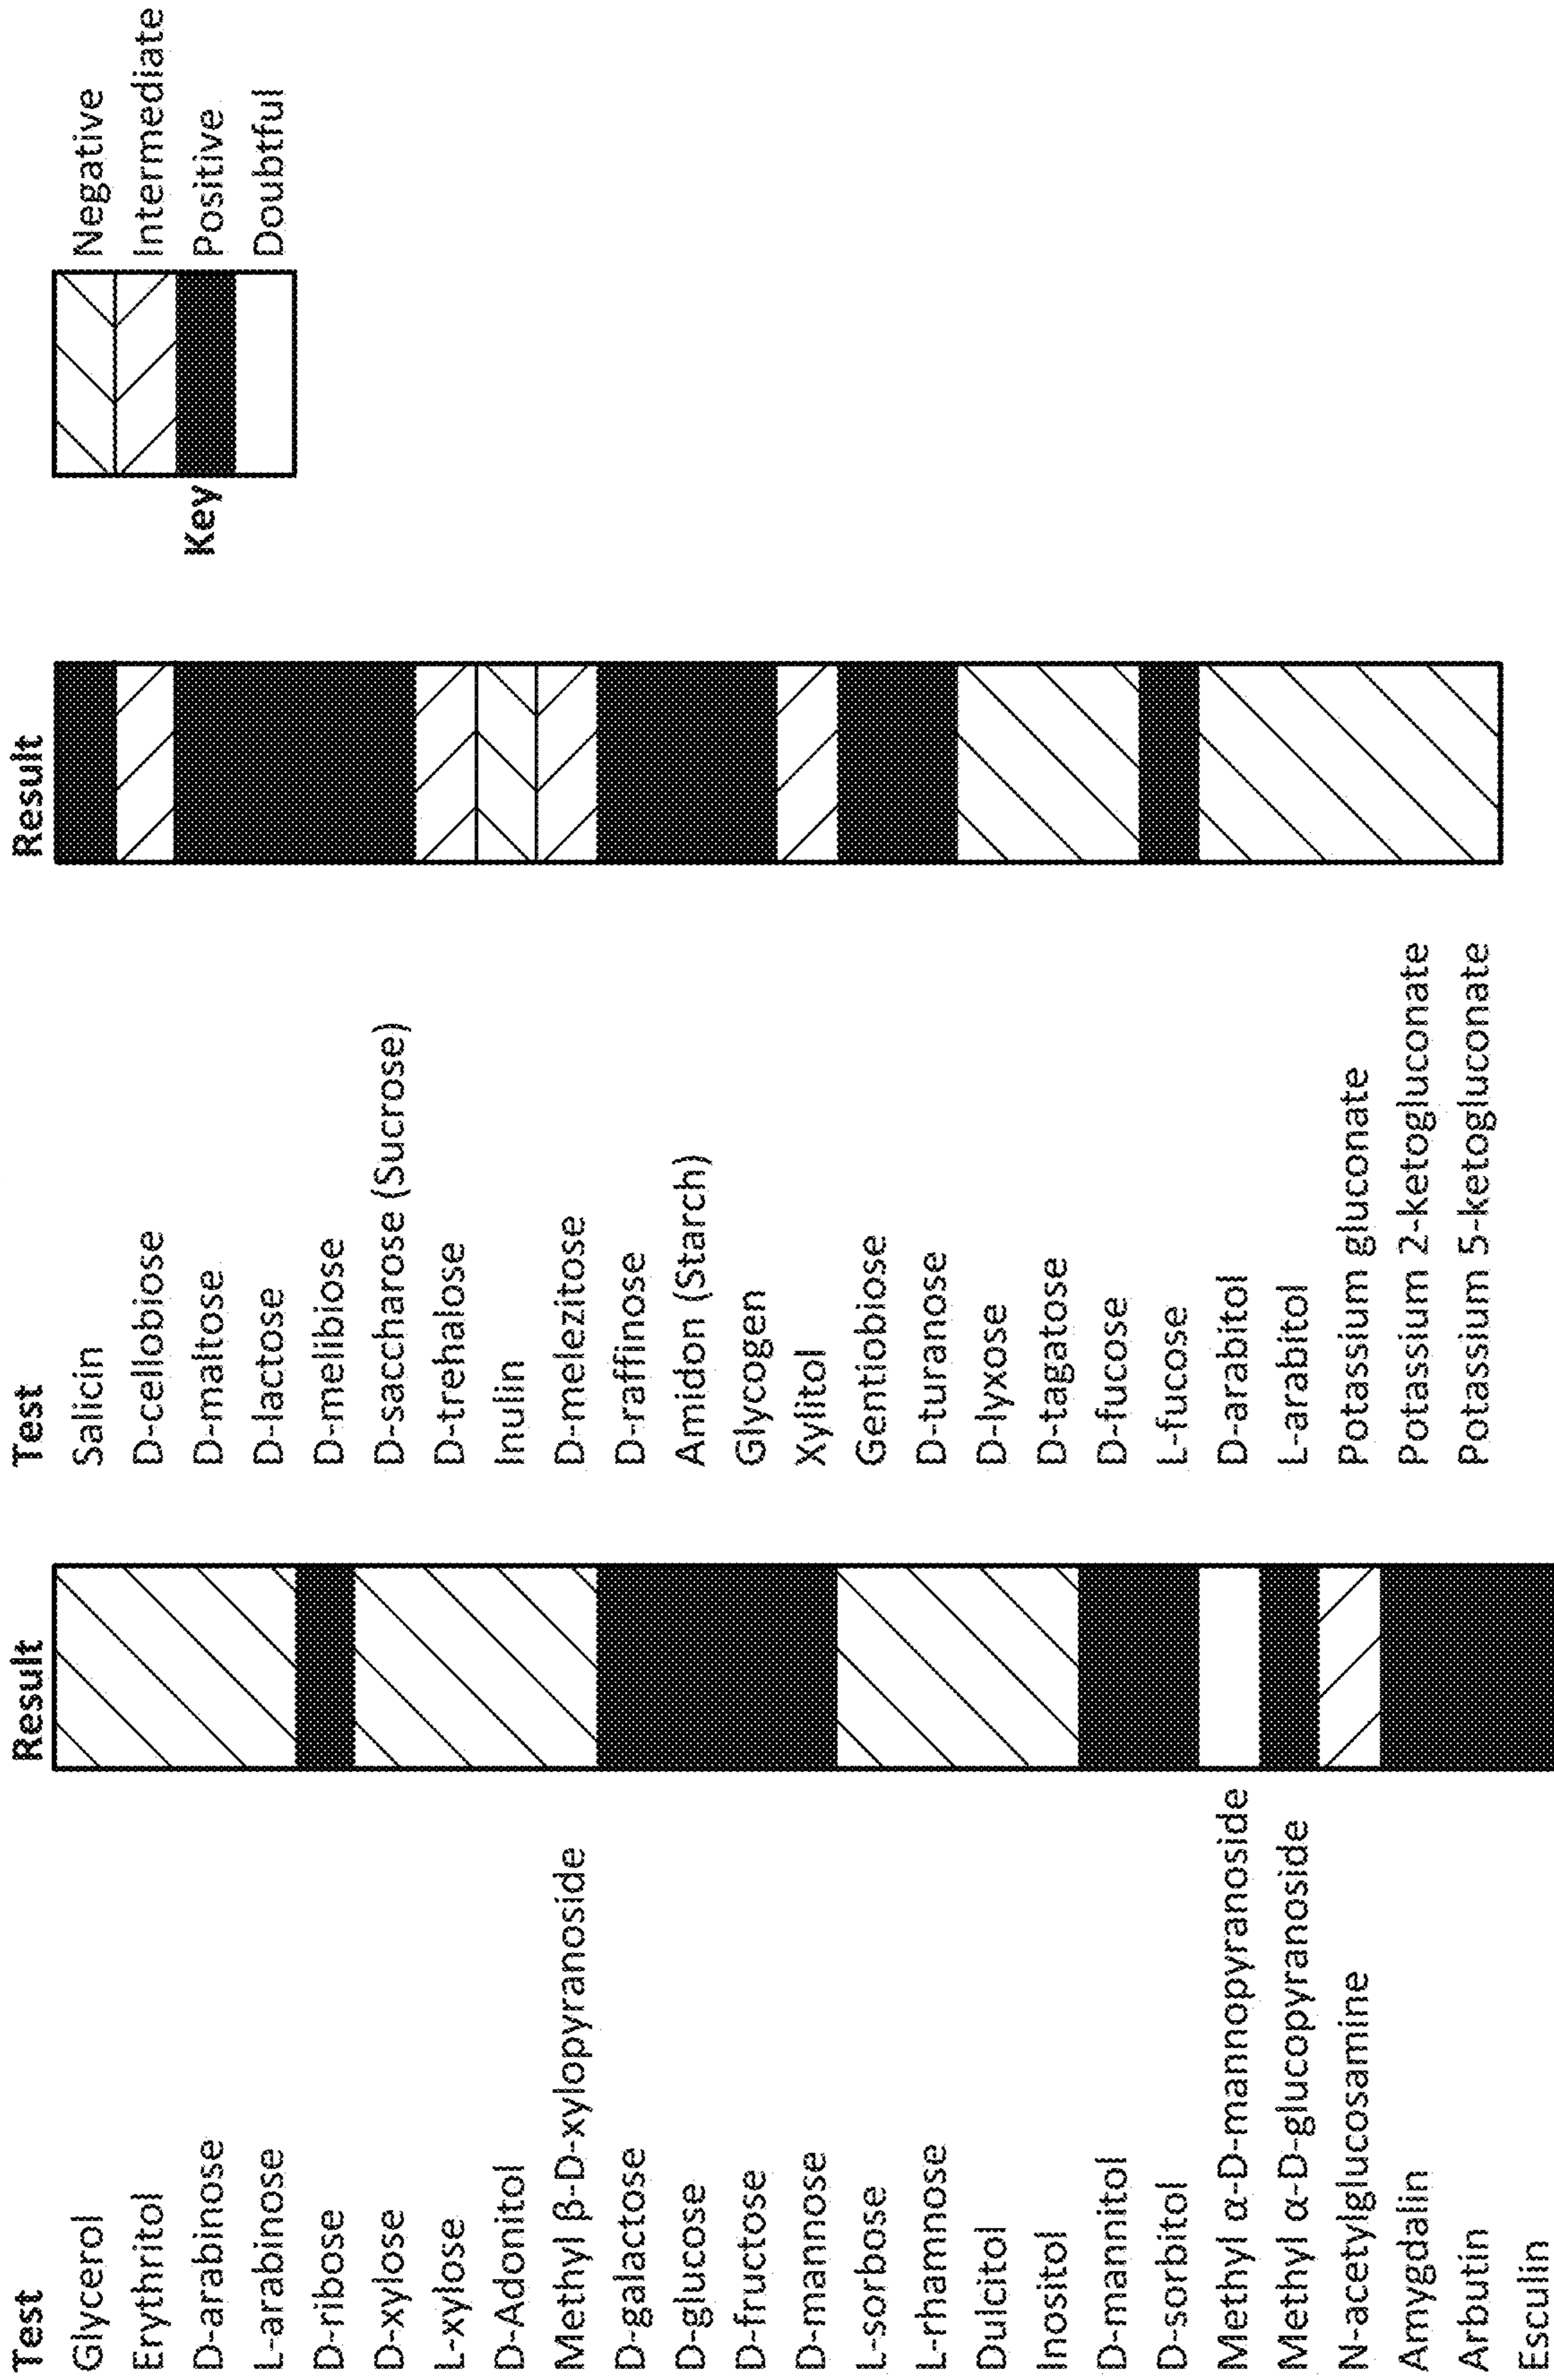 Test
Result
Glycerol
Erythritol
D-arabinose
L-arabinose
D-ribose
D-xylose
L-xylose
D-Adonitol
Methyl β-D-xylopyranoside
D-galactose
D-glucose
D-fructose
D-mannose
L-sorbose
L-rhamnose
Dulcitol
Inositol
D-mannitol
D-sorbitol
Methyl α-D-mannopyranoside
Methyl α-D-glucopyranoside
N-acetylglucosamine
Amygdalin
Arbutin
Esculin
Test
Result
Salicin
D-cellobiose
D-maltose
D-lactose
D-melibiose
D-saccharose (Sucrose)
D-trehalose
Inulin
D-melezitose
D-raffinose
Amidon (Starch)
Glycogen
Xylitol
Gentiobiose
D-turanose
D-lyxose
D-tagatose
D-fucose
L-fucose
D-arabitol
L-arabitol
Potassium gluconate
Potassium 2-ketogluconate
Potassium 5-ketogluconate
Key
Negative
Intermediate
Positive
Doubtful